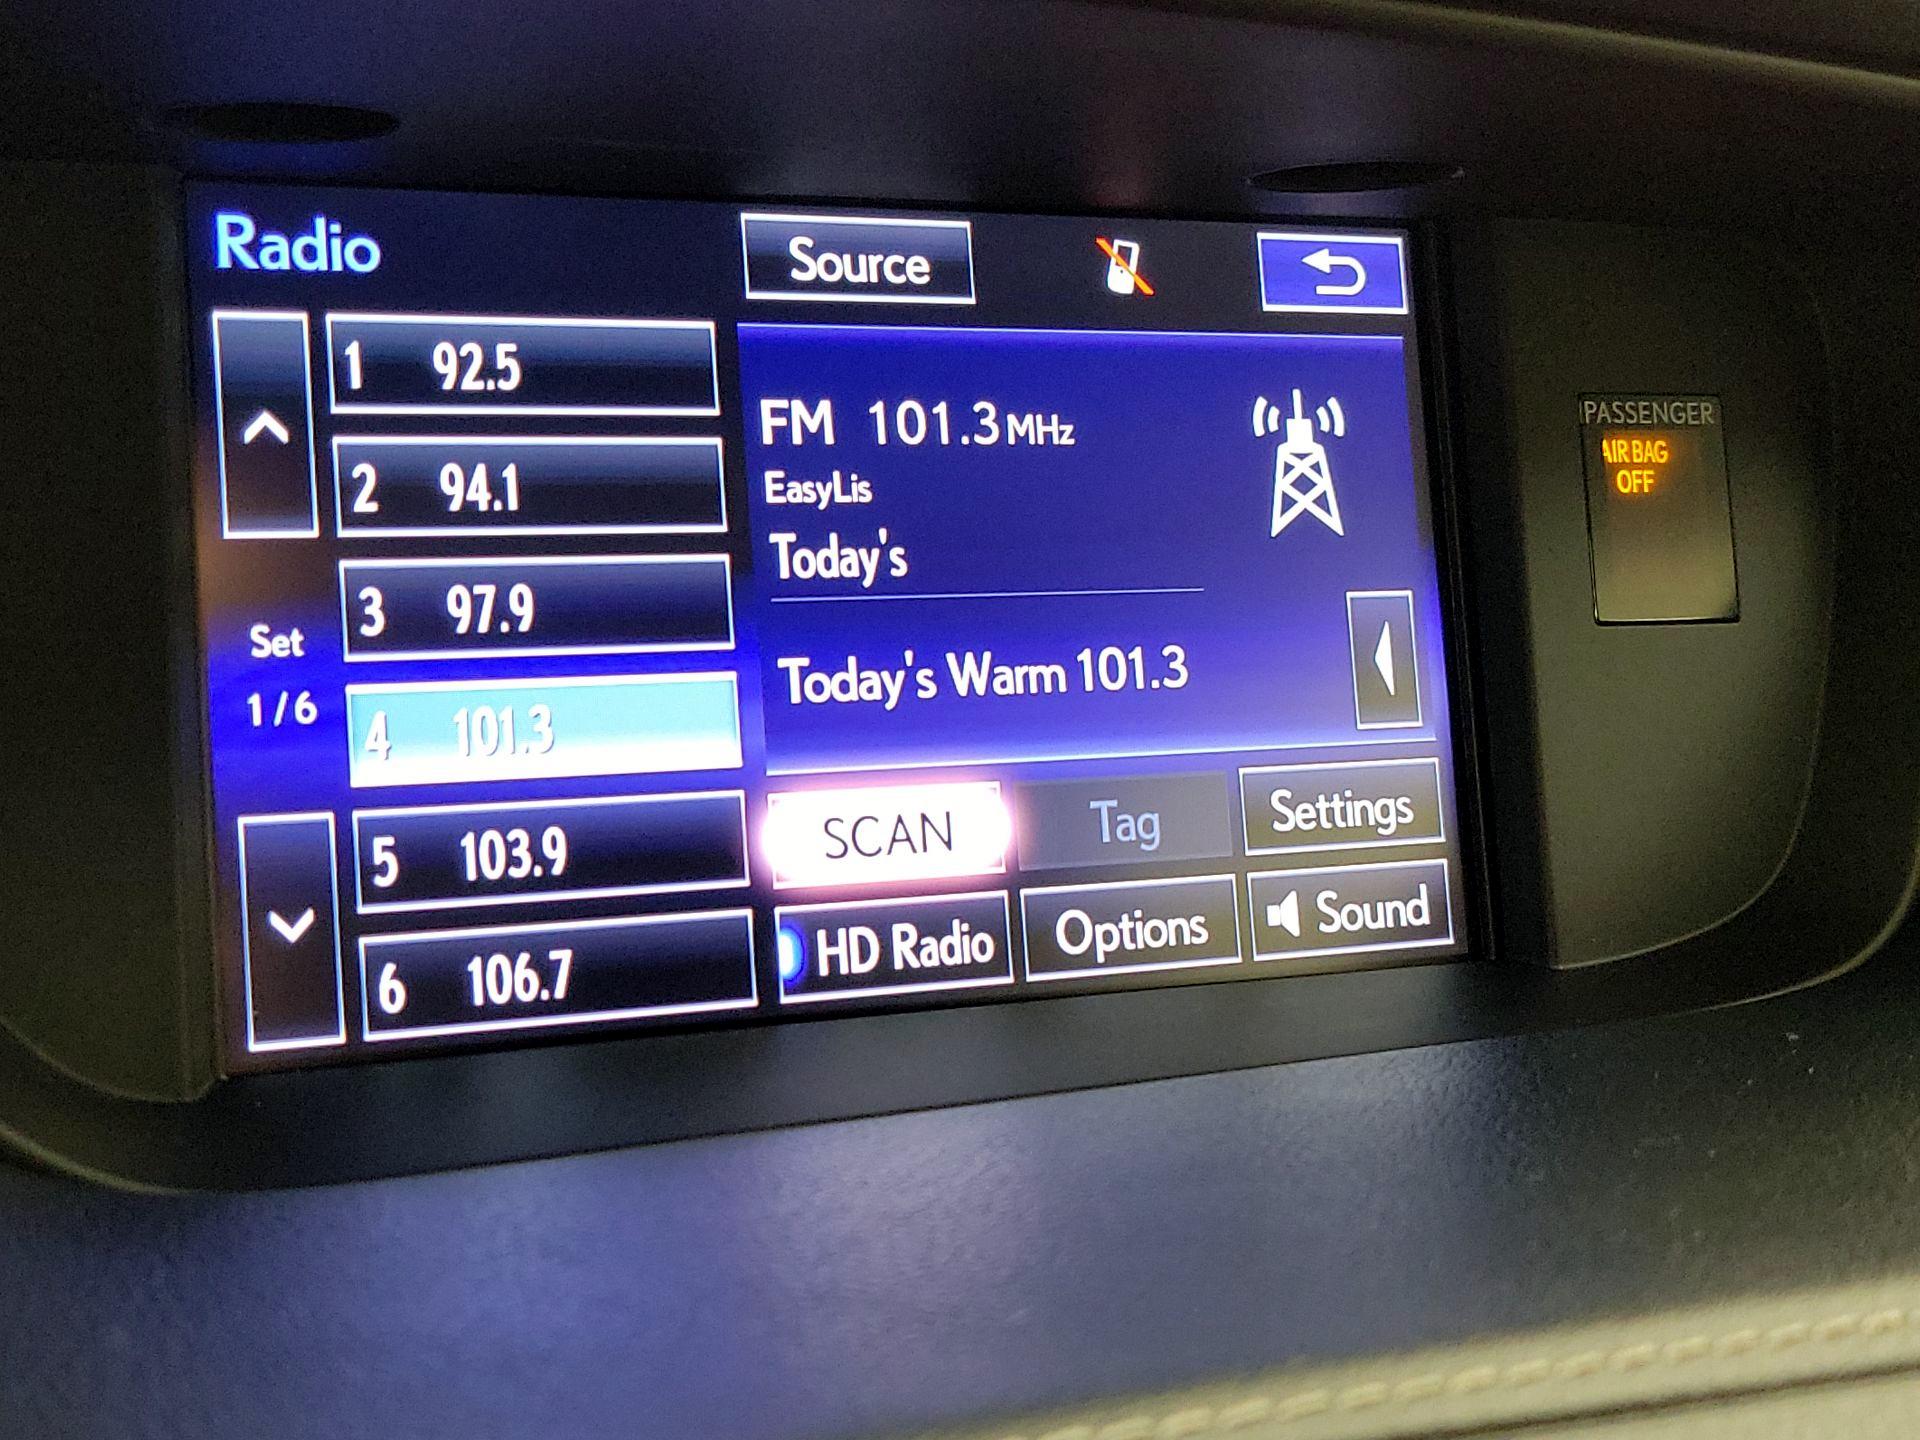 Radio
Source
1 92.5
2 94.1
3 97.9
4 101.3
5 103.9
6 106.7
Set
1/6
FM 101.3 MHz
EasyLis
Today's
Today's Warm 101.3
SCAN
Tag
Settings
HD Radio
Options
Sound
PASSENGER
AIR BAG
OFF